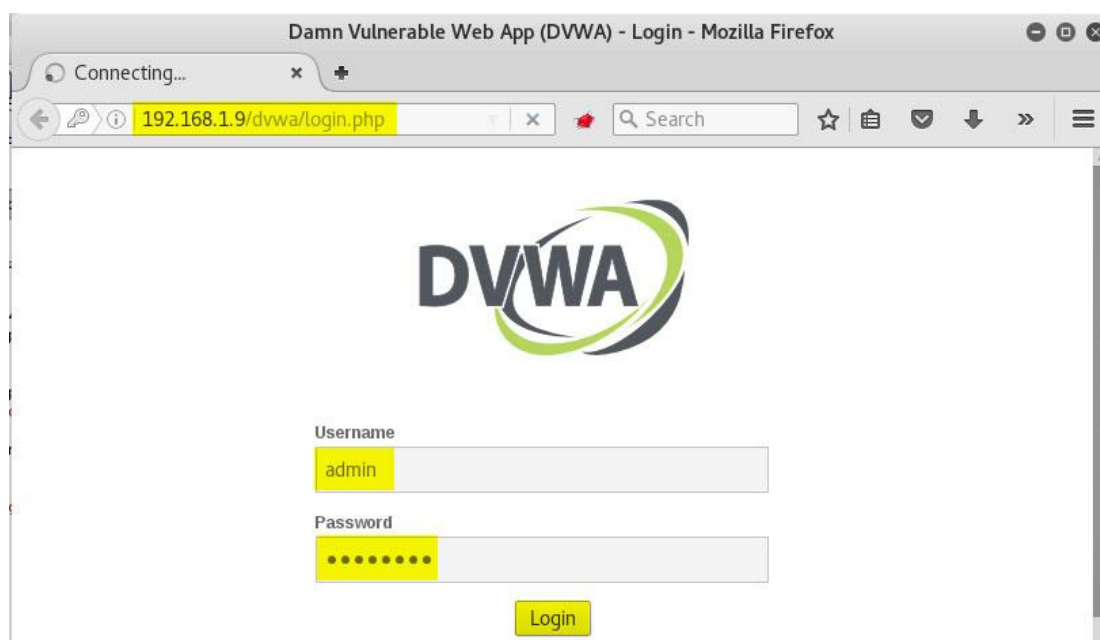 Damn Vulnerable Web App (DVWA) - Login - Mozilla Firefox
Connecting...
192.168.1.9/dvwa/login.php
Search
DVWA
Username
admin
Password
••••••••
Login